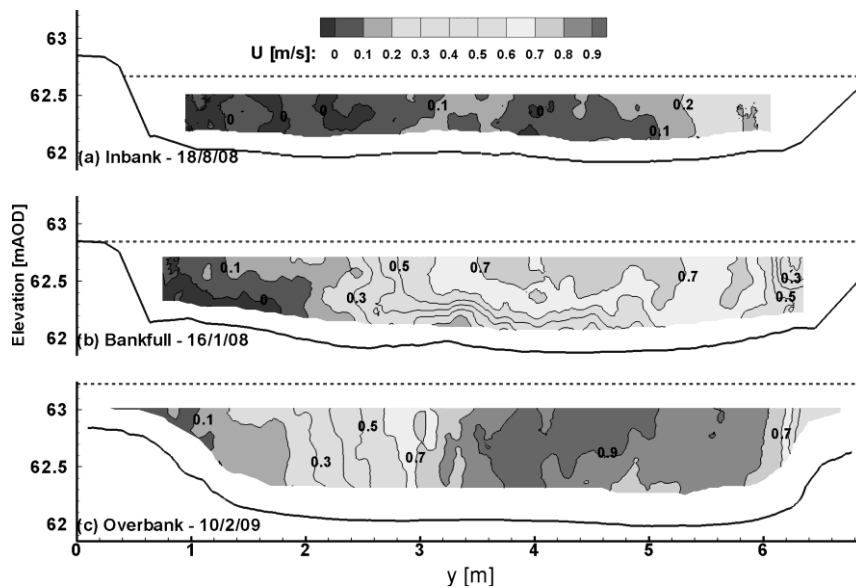 U [m/s]: 0 0.1 0.2 0.3 0.4 0.5 0.6 0.7 0.8 0.9
Elevation [mAOD]
63
62.5
62
0.1 0.2
0 0 0 0
0.1
(a) Inbank - 18/8/08
63
62.5
62
0.1 0.5 0.7 0.7 0.3
0 0.3 0.5
(b) Bankfull - 16/1/08
63
62.5
62
0.1 0.5 0.7
0.3 0.7 0.9
(c) Overbank - 10/2/09
0 1 2 3 4 5 6
y [m]